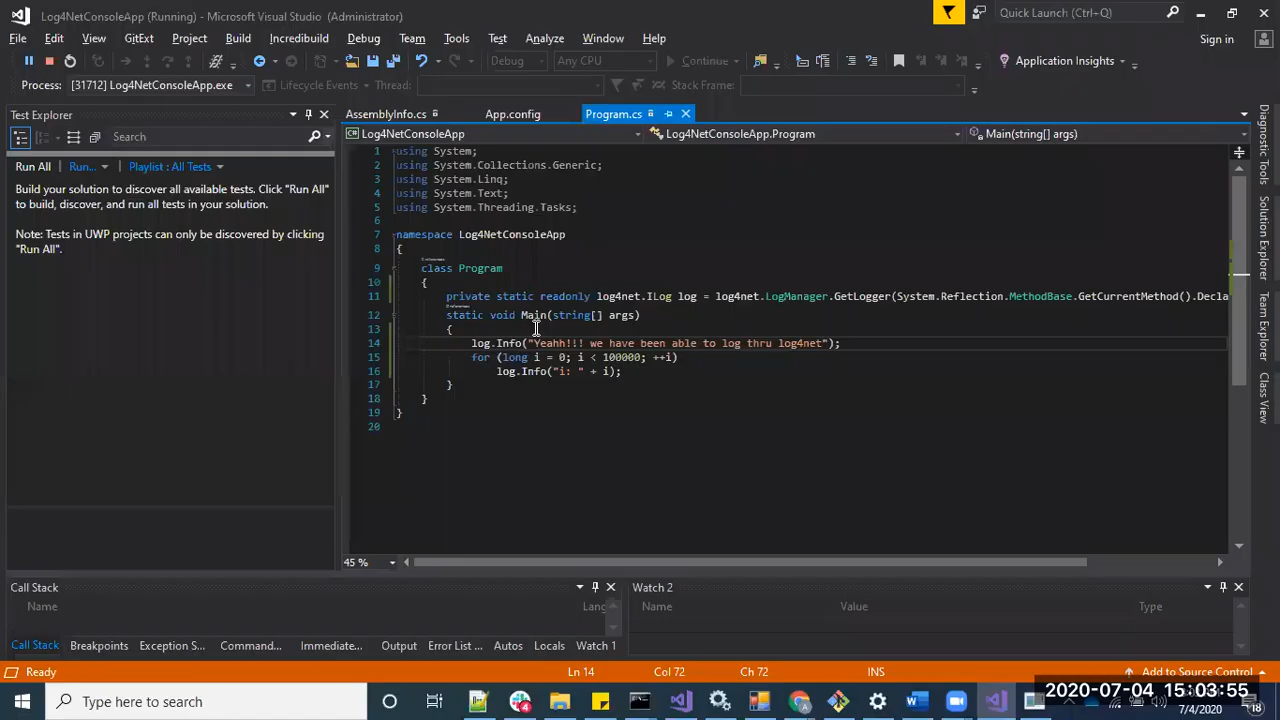 Log4NetConsoleApp (Running) - Microsoft Visual Studio (Administrator)
Quick Launch (Ctrl+Q)
File Edit View GitExt Project Build Incredibuild Debug Team Tools Test Analyze Window Help
Sign in
Debug Any CPU Continue Application Insights
Process: [31712] Log4NetConsoleApp.exe Lifecycle Events Thread: Stack Frame:
Test Explorer
Search
Run All Run... Playlist : All Tests
Build your solution to discover all available tests. Click "Run All"
to build, discover, and run all tests in your solution.
Note: Tests in UWP projects can only be discovered by clicking
"Run All".
AssemblyInfo.cs App.config Program.cs
Log4NetConsoleApp Log4NetConsoleApp.Program Main(string[] args)
1 using System;
2 using System.Collections.Generic;
3 using System.Linq;
4 using System.Text;
5 using System.Threading.Tasks;
6
7 namespace Log4NetConsoleApp
8 {
9 class Program
10 {
11 private static readonly log4net.ILog log = log4net.LogManager.GetLogger(System.Reflection.MethodBase.GetCurrentMethod().Decla
12 static void Main(string[] args)
13 {
14 log.Info("Yeahh!!! we have been able to log thru log4net");
15 for (long i = 0; i < 100000; ++i)
16 log.Info("i: " + i);
17 }
18 }
19 }
20
45 %
Diagnostic Tools
Solution Explorer
Team Explorer
Class View
Call Stack
Name Lang
Call Stack Breakpoints Exception S... Command... Immediate... Output Error List ... Autos Locals Watch 1
Watch 2
Name Value Type
Ready Ln 14 Col 72 Ch 72 INS Add to Source Control
Type here to search
2020-07-04 15:03:55
7/4/2020
18